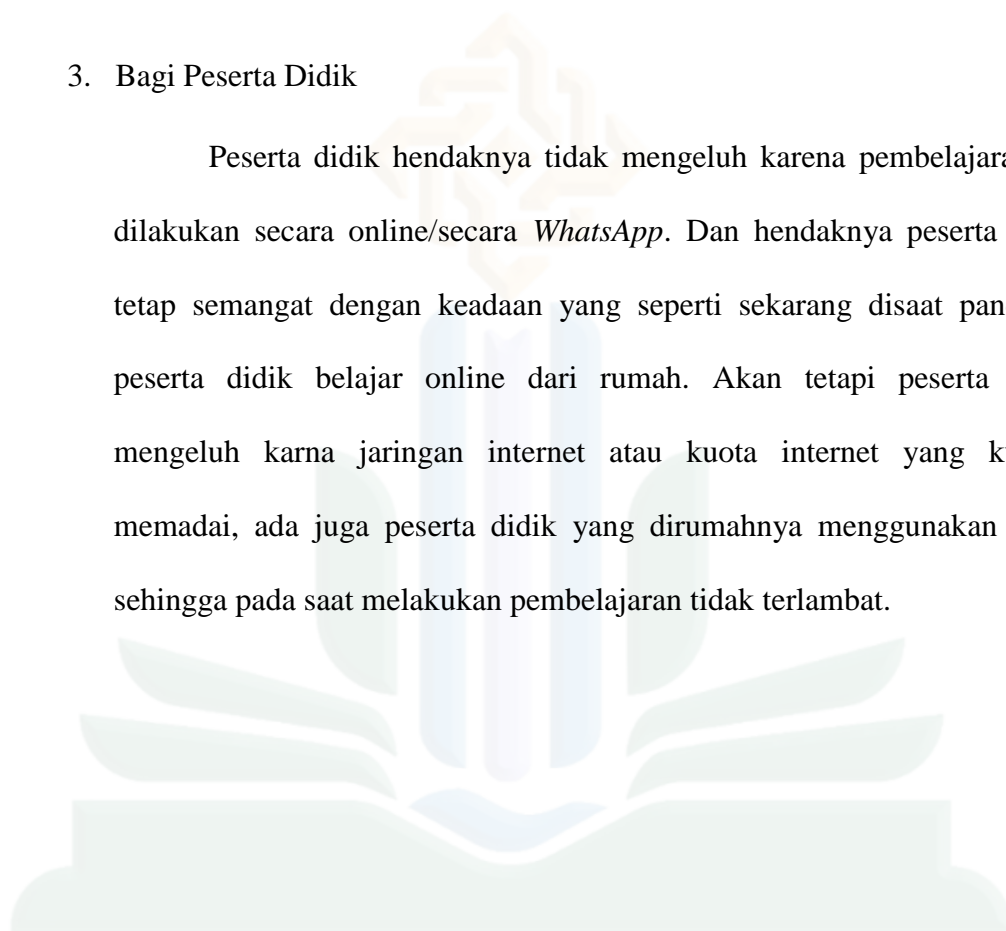 3. Bagi Peserta Didik
Peserta didik hendaknya tidak mengeluh karena
dilakukan secara online/secara WhatsApp. Dan hendaknya peserta
tetap semangat dengan keadaan yang seperti sekarang disaat
peserta didik belajar online dari rumah. Akan tetapi peserta
mengeluh karna jaringan internet atau kuota internet yang
memadai, ada juga peserta didik yang dirumahnya menggunakan
sehingga pada saat melakukan pembelajaran tidak terlambat.